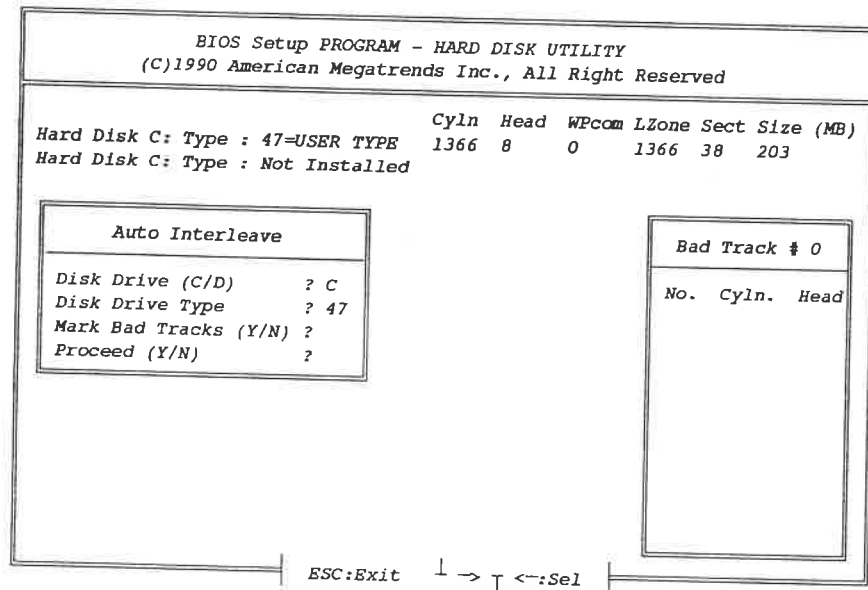 BIOS Setup PROGRAM - HARD DISK UTILITY
(C)1990 American Megatrends Inc., All Right Reserved
Cyln Head WPcom LZone Sect Size (MB)
Hard Disk C: Type : 47=USER TYPE 1366 8 0 1366 38 203
Hard Disk C: Type : Not Installed
Auto Interleave
Disk Drive (C/D) ? C
Disk Drive Type ? 47
Mark Bad Tracks (Y/N) ?
Proceed (Y/N) ?
Bad Track # 0
No. Cyln. Head
ESC:Exit ┴ -> ┬ <-:Sel